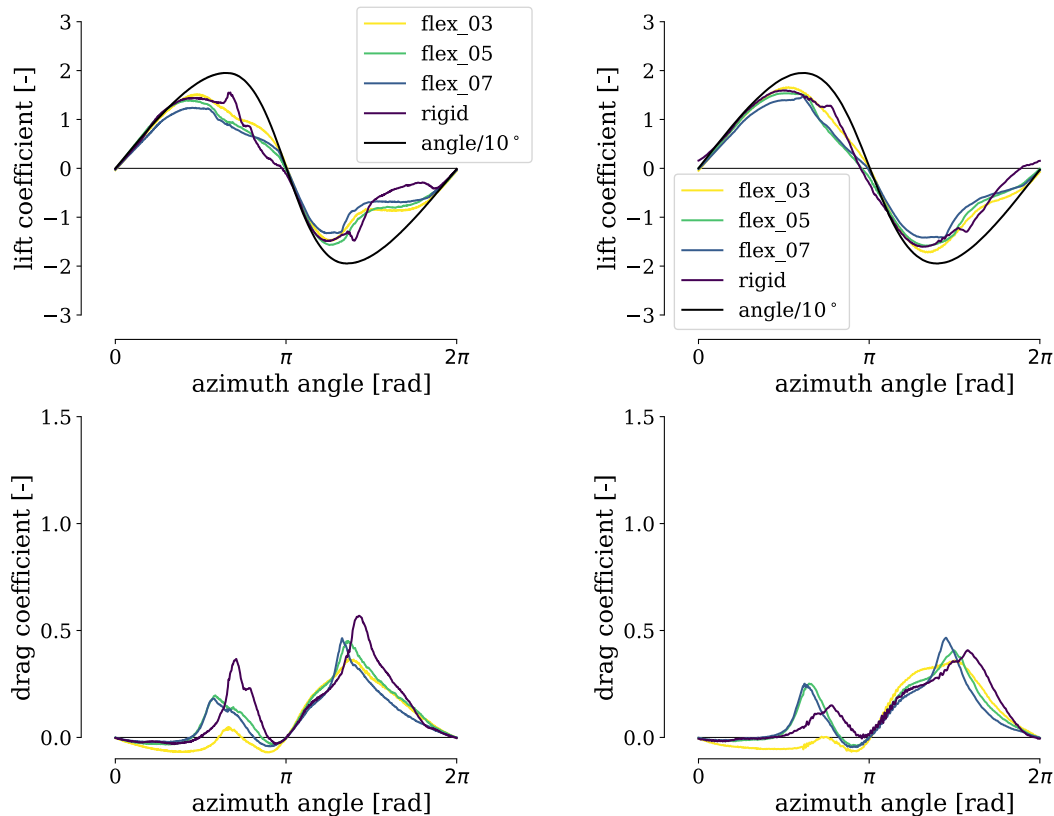 3
2
1
0
−1
−2
−3
lift coefficient [-]
0
π
2π
azimuth angle [rad]
flex_03
flex_05
flex_07
rigid
angle/10°
3
2
1
0
−1
−2
−3
lift coefficient [-]
0
π
2π
azimuth angle [rad]
flex_03
flex_05
flex_07
rigid
angle/10°
1.5
1.0
0.5
0.0
drag coefficient [-]
0
π
2π
azimuth angle [rad]
1.5
1.0
0.5
0.0
drag coefficient [-]
0
π
2π
azimuth angle [rad]